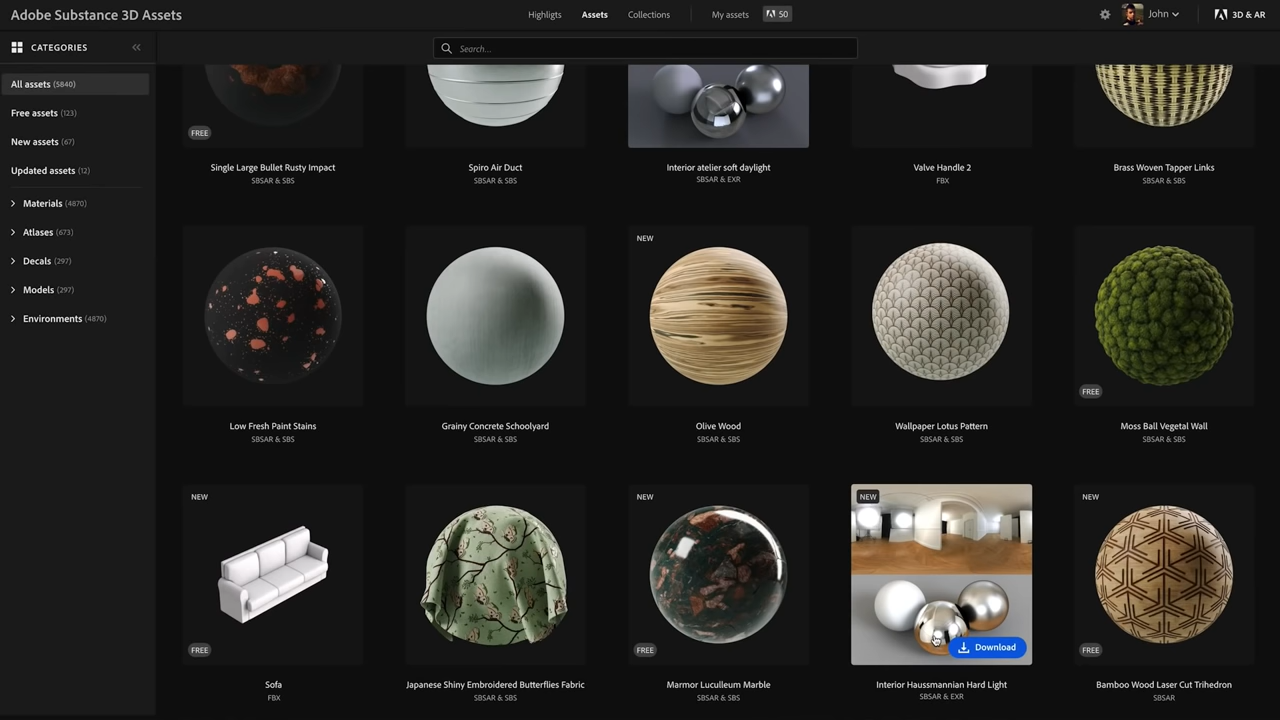 Adobe Substance 3D Assets
Highligts
Assets
Collections
My assets
50
John
3D & AR
CATEGORIES
Search...
All assets (5840)
Free assets (123)
New assets (67)
Updated assets (12)
Materials (4870)
Atlases (673)
Decals (297)
Models (297)
Environments (4870)
FREE
Single Large Bullet Rusty Impact
SBSAR & SBS
Spiro Air Duct
SBSAR & SBS
Interior atelier soft daylight
SBSAR & EXR
Valve Handle 2
FBX
Brass Woven Tapper Links
SBSAR & SBS
Low Fresh Paint Stains
SBSAR & SBS
Grainy Concrete Schoolyard
SBSAR & SBS
NEW
Olive Wood
SBSAR & SBS
Wallpaper Lotus Pattern
SBSAR & SBS
FREE
Moss Ball Vegetal Wall
SBSAR & SBS
NEW
FREE
Sofa
FBX
Japanese Shiny Embroidered Butterflies Fabric
SBSAR & SBS
NEW
FREE
Marmor Luculleum Marble
SBSAR & SBS
NEW
Download
Interior Haussmannian Hard Light
SBSAR & EXR
NEW
FREE
Bamboo Wood Laser Cut Trihedron
SBSAR